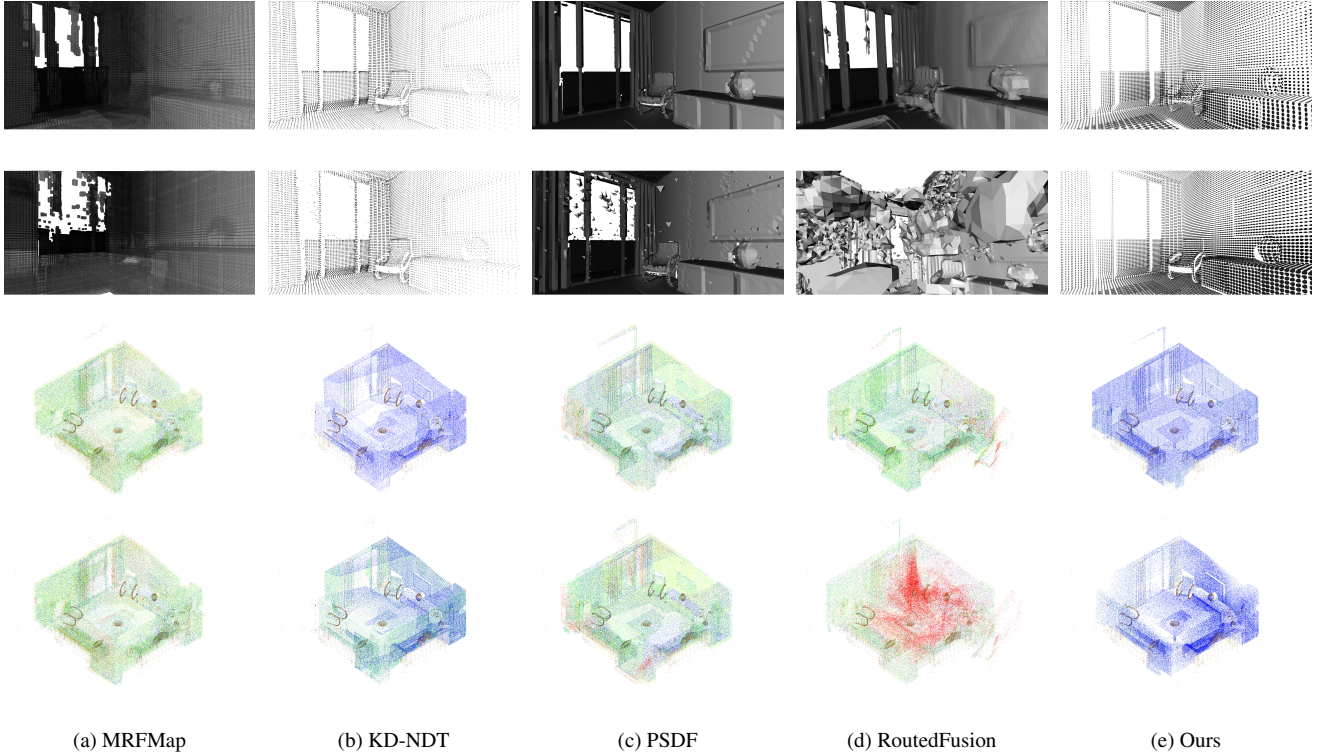 (a) MRFMap
(b) KD-NDT
(c) PSDF
(d) RoutedFusion
(e) Ours